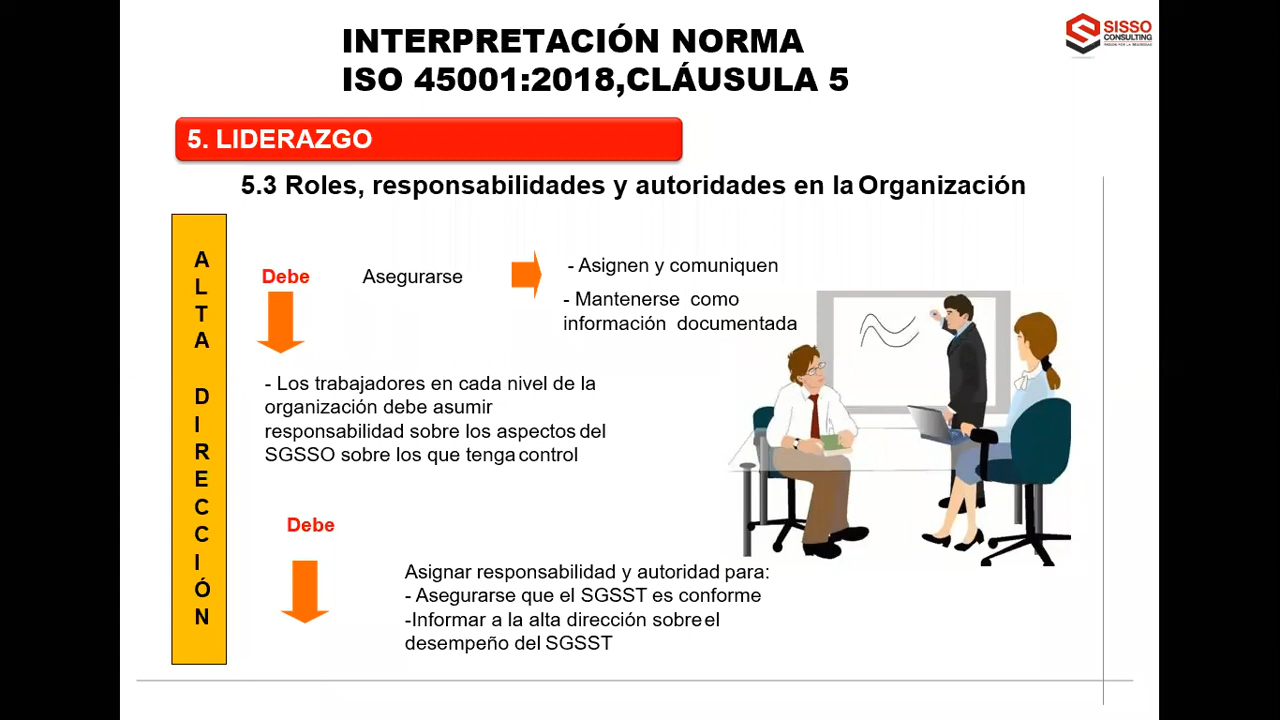 INTERPRETACIÓN NORMA
ISO 45001:2018,CLÁUSULA 5
SISSO
CONSULTING
5. LIDERAZGO
5.3 Roles, responsabilidades y autoridades en la Organización
ALTA DIRECCIÓN
Debe
Asegurarse
- Asignen y comuniquen
- Mantenerse como
información documentada
- Los trabajadores en cada nivel de la
organización debe asumir
responsabilidad sobre los aspectos del
SGSSO sobre los que tenga control
Debe
Asignar responsabilidad y autoridad para:
- Asegurarse que el SGSST es conforme
-Informar a la alta dirección sobre el
desempeño del SGSST